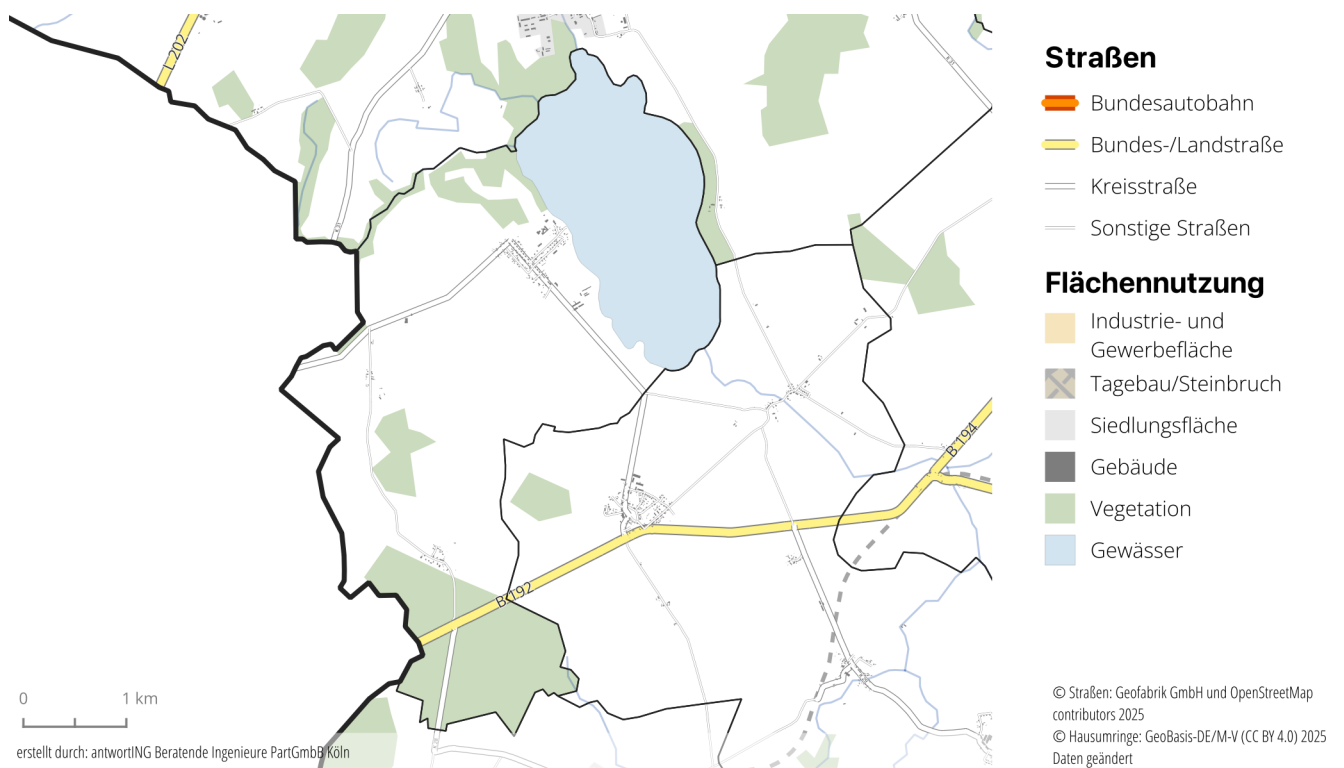 L 202
B 194
B 192
0 1 km
erstellt durch: antwortING Beratende Ingenieure PartGmbB Köln
Straßen
Bundesautobahn
Bundes-/Landstraße
Kreisstraße
Sonstige Straßen
Flächennutzung
Industrie- und
Gewerbefläche
Tagebau/Steinbruch
Siedlungsfläche
Gebäude
Vegetation
Gewässer
© Straßen: Geofabrik GmbH und OpenStreetMap
contributors 2025
© Hausumringe: GeoBasis-DE/M-V (CC BY 4.0) 2025
Daten geändert